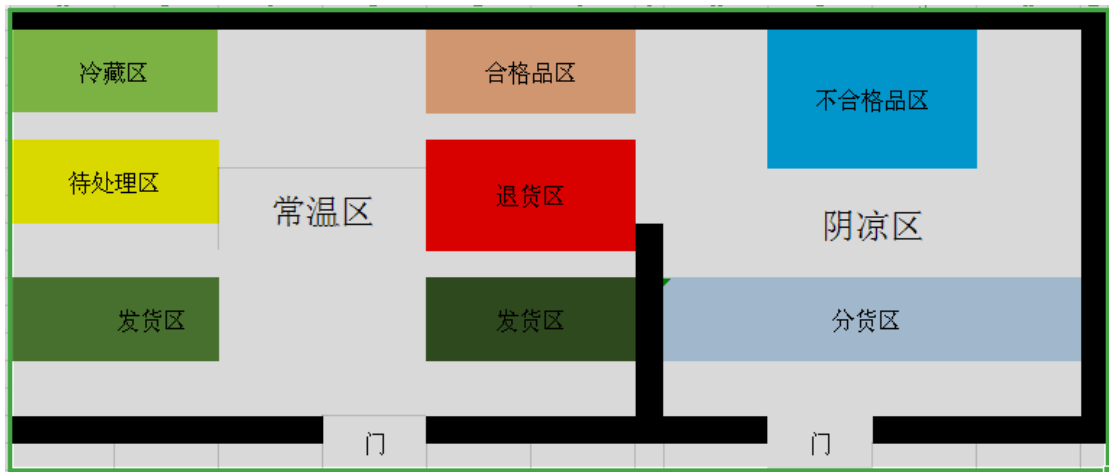 冷藏区
合格品区
不合格品区
待处理区
退货区
常温区
阴凉区
发货区
发货区
分货区
门
门